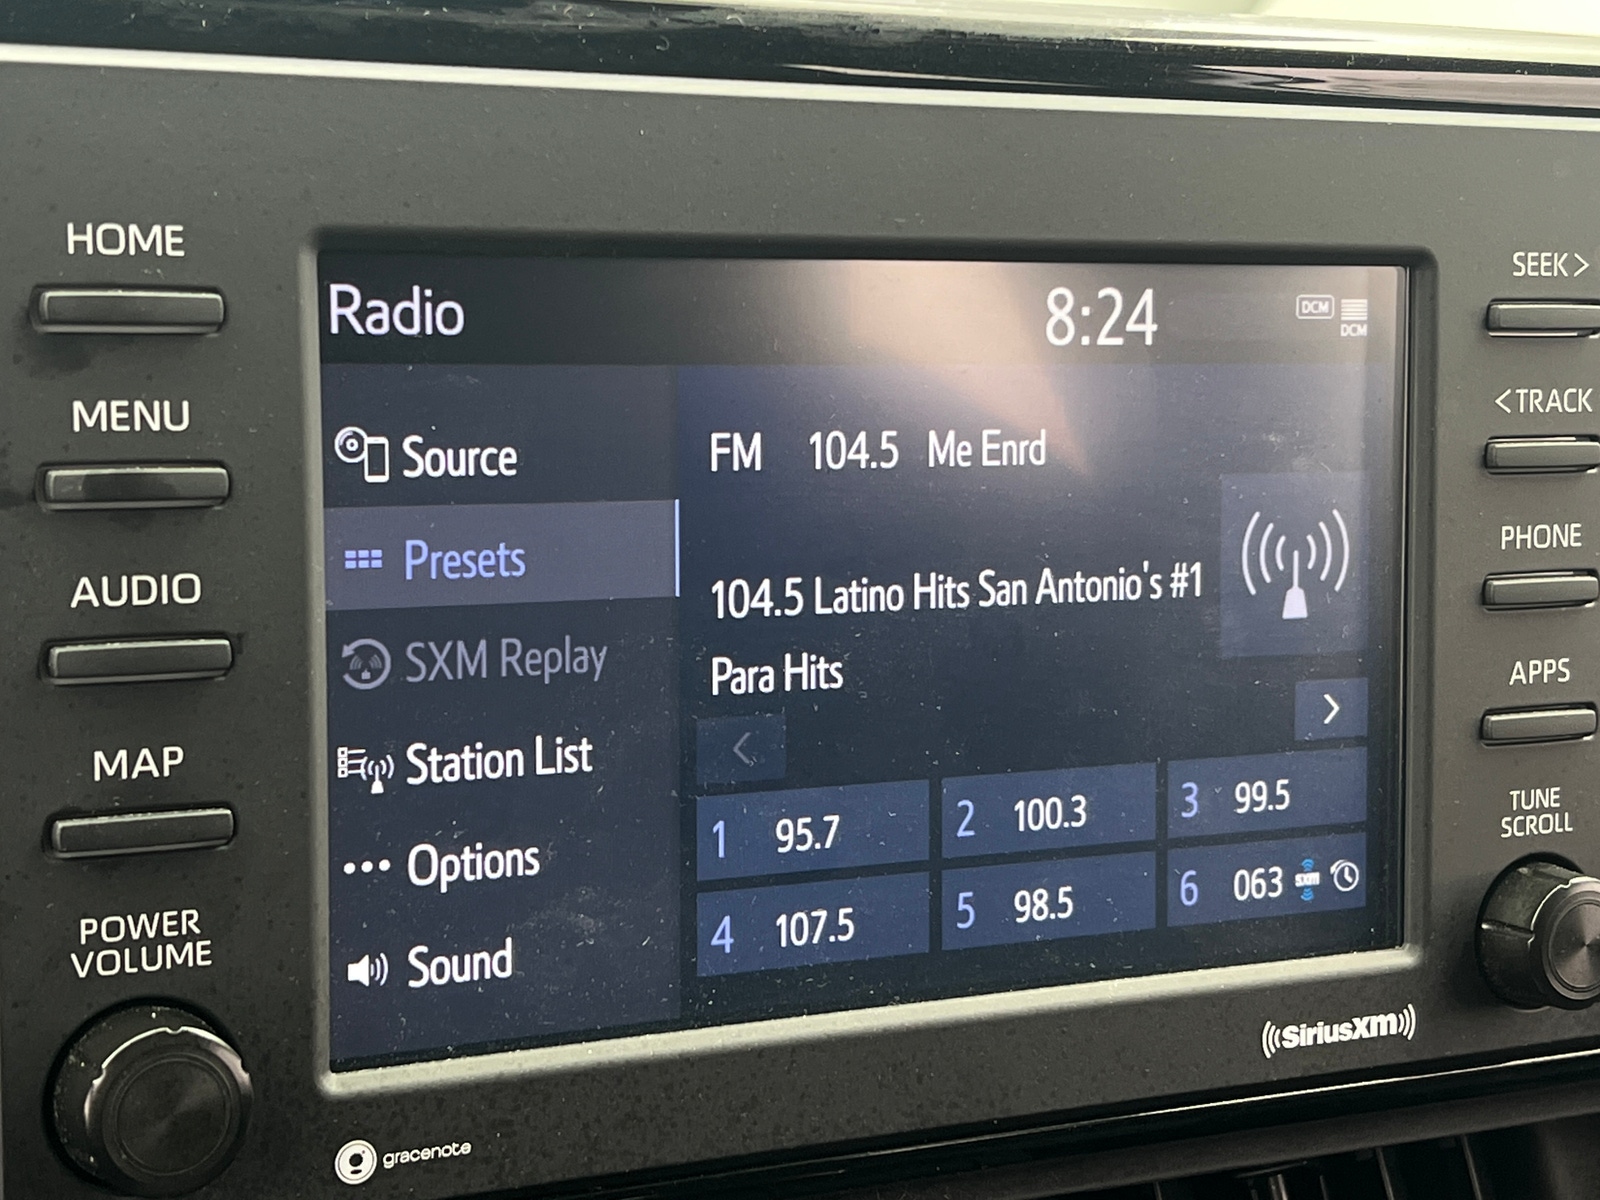 HOME
MENU
AUDIO
MAP
POWER
VOLUME
Radio
8:24
DCM
DCM
Source
Presets
SXM Replay
Station List
Options
Sound
FM 104.5 Me Enrd
104.5 Latino Hits San Antonio's #1
Para Hits
<
>
1 95.7
2 100.3
3 99.5
4 107.5
5 98.5
6 063 SXM
SEEK >
< TRACK
PHONE
APPS
TUNE
SCROLL
((SiriusXM))
gracenote